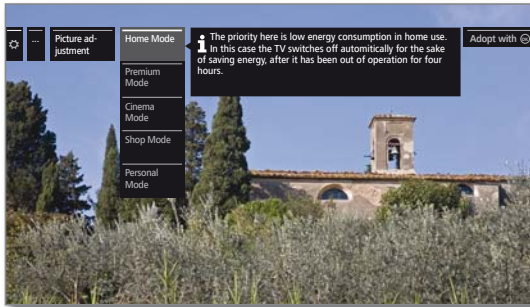 ...
Picture ad-
justment
Home Mode
Premium
Mode
Cinema
Mode
Shop Mode
Personal
Mode
The priority here is low energy consumption in home use.
In this case the TV switches off automitically for the sake
of saving energy, after it has been out of operation for four
hours.
Adopt with OK